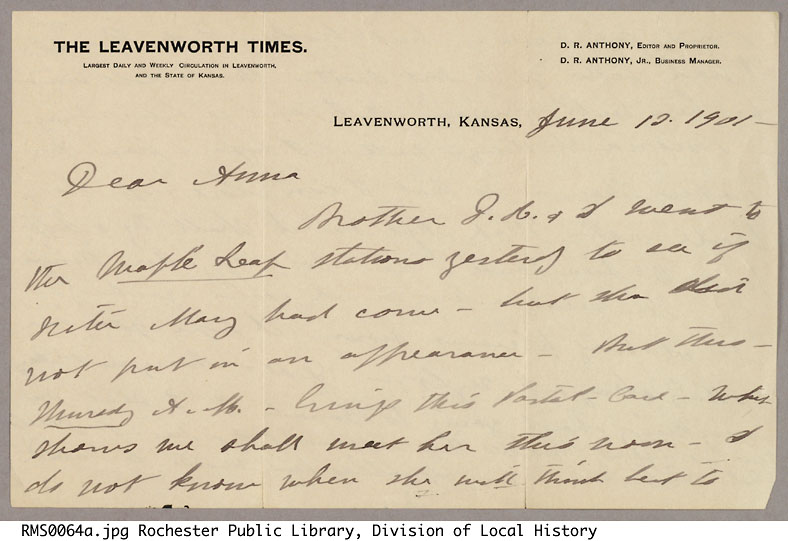 THE LEAVENWORTH TIMES.
LARGEST DAILY AND WEEKLY CIRCULATION IN LEAVENWORTH,
AND THE STATE OF KANSAS.
D. R. ANTHONY, EDITOR AND PROPRIETOR.
D. R. ANTHONY, JR., BUSINESS MANAGER.
LEAVENWORTH, KANSAS, June 12. 1901 -
Dear Anna
Brother D. R. & I went to
the Maple Leaf station yesterday to see if
sister Mary had come - but she did
not put in an appearance - But this -
A. M. - brings this Postal-Card - which
shows we shall meet her this noon - I
do not know when she will think best to
RMS0064a.jpg Rochester Public Library, Division of Local History